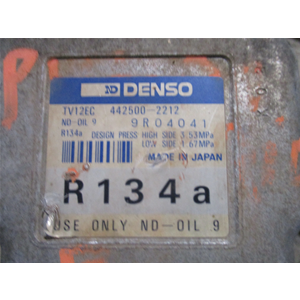 ND DENSO
TV12EC 442500-2212
ND-OIL 9 9R04041
R134a DESIGN PRESS HIGH SIDE 3.53MPa
LOW SIDE 1.67MPa
MADE IN JAPAN
R134a
USE ONLY ND-OIL 9